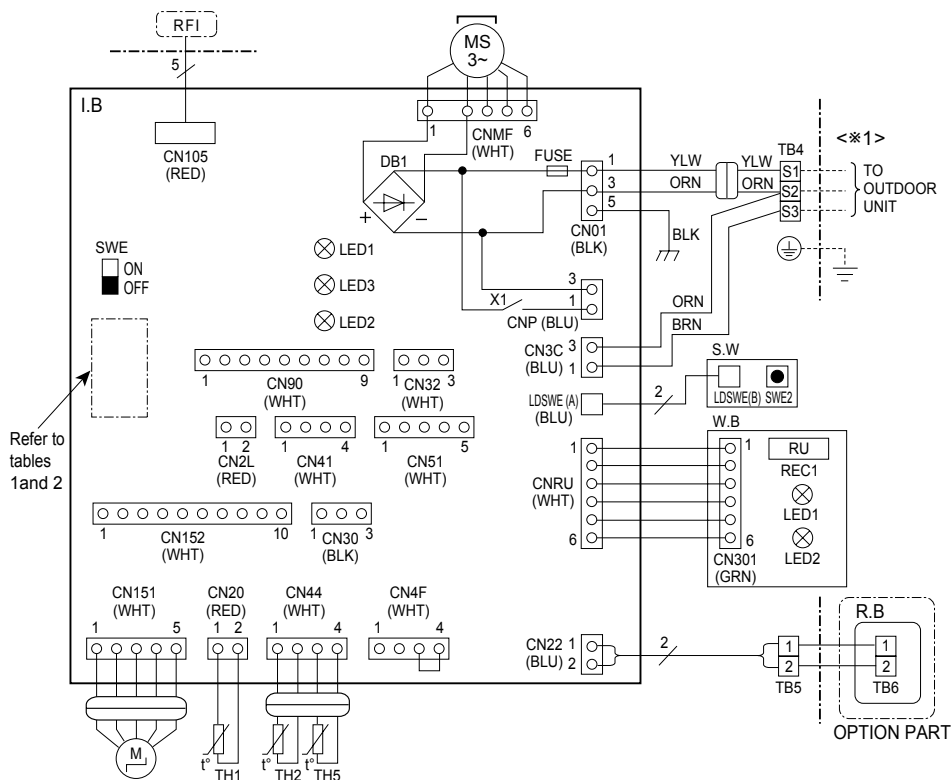 RFI
5
I.B
CN105
(RED)
MS
3~
1 6
CNMF
(WHT)
DB1
+ −
FUSE
1
3
5
CN01
(BLK)
YLW YLW
ORN ORN
BLK
TB4
S1
S2
S3
<※1>
TO
OUTDOOR
UNIT
SWE
ON
OFF
LED1
LED3
LED2
X1
3
1
CNP (BLU)
ORN
BRN
CN3C
(BLU)
3
1
LDSWE (A)
(BLU)
2
S.W
LDSWE(B) SWE2
Refer to
tables
1and 2
1 9
CN90
(WHT)
1 3
CN32
(WHT)
1 2
CN2L
(RED)
1 4
CN41
(WHT)
1 5
CN51
(WHT)
1 10
CN152
(WHT)
1 3
CN30
(BLK)
CNRU
(WHT)
1
6
W.B
1
6
CN301
(GRN)
RU
REC1
LED1
LED2
CN151
(WHT)
1 5
CN20
(RED)
1 2
CN44
(WHT)
1 4
CN4F
(WHT)
1 4
CN22
(BLU)
1
2
2
1
2
TB5
R.B
1
2
TB6
OPTION PART
M
t° TH1
t° TH2
t° TH5